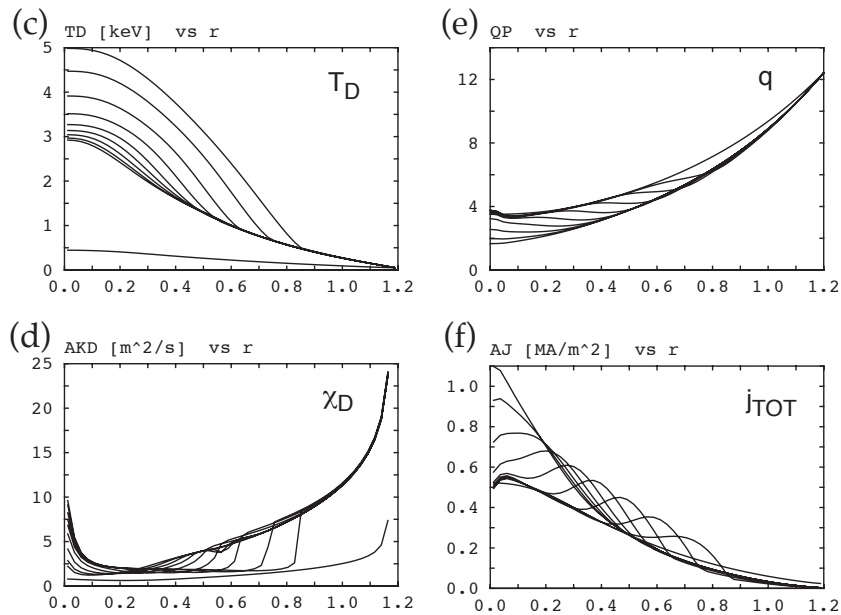 (c)
TD [keV] vs r
5
4
3
2
1
0
0.0 0.2 0.4 0.6 0.8 1.0 1.2
T_D
(e)
QP vs r
12
8
4
0
0.0 0.2 0.4 0.6 0.8 1.0 1.2
q
(d)
AKD [m^2/s] vs r
25
20
15
10
5
0
0.0 0.2 0.4 0.6 0.8 1.0 1.2
χ_D
(f)
AJ [MA/m^2] vs r
1.0
0.8
0.6
0.4
0.2
0.0
0.0 0.2 0.4 0.6 0.8 1.0 1.2
j_TOT